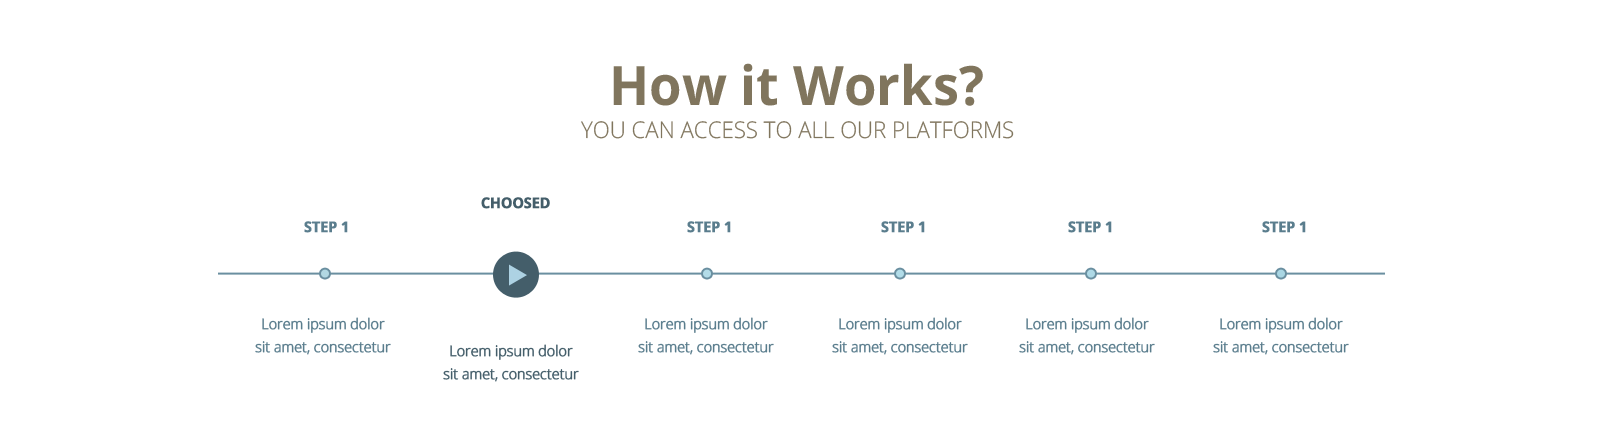 How it Works?
YOU CAN ACCESS TO ALL OUR PLATFORMS
STEP 1
Lorem ipsum dolor
sit amet, consectetur
CHOOSED
Lorem ipsum dolor
sit amet, consectetur
STEP 1
Lorem ipsum dolor
sit amet, consectetur
STEP 1
Lorem ipsum dolor
sit amet, consectetur
STEP 1
Lorem ipsum dolor
sit amet, consectetur
STEP 1
Lorem ipsum dolor
sit amet, consectetur